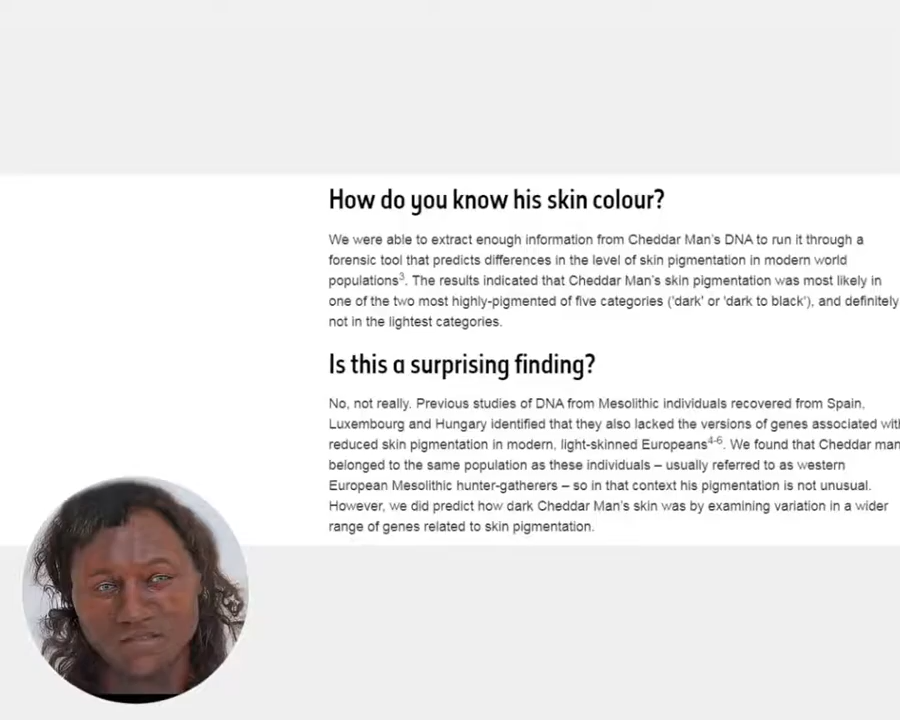 How do you know his skin colour?
We were able to extract enough information from Cheddar Man's DNA to run it through a
forensic tool that predicts differences in the level of skin pigmentation in modern world
populations3. The results indicated that Cheddar Man's skin pigmentation was most likely in
one of the two most highly-pigmented of five categories ('dark' or 'dark to black'), and definitely
not in the lightest categories.
Is this a surprising finding?
No, not really. Previous studies of DNA from Mesolithic individuals recovered from Spain,
Luxembourg and Hungary identified that they also lacked the versions of genes associated with
reduced skin pigmentation in modern, light-skinned Europeans4-6. We found that Cheddar man
belonged to the same population as these individuals – usually referred to as western
European Mesolithic hunter-gatherers – so in that context his pigmentation is not unusual.
However, we did predict how dark Cheddar Man's skin was by examining variation in a wider
range of genes related to skin pigmentation.